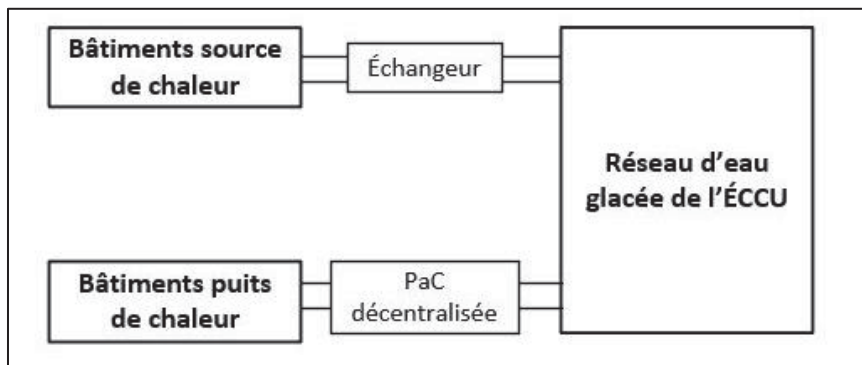 Bâtiments source
de chaleur
Échangeur
Réseau d'eau
glacée de l'ÉCCU
Bâtiments puits
de chaleur
PaC
décentralisée